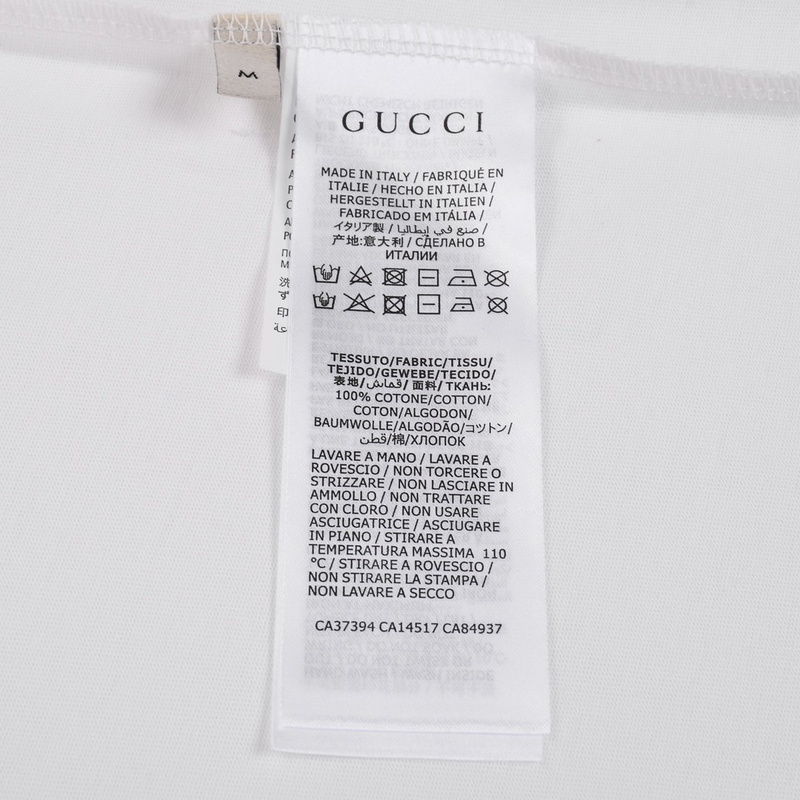 M
GUCCI
MADE IN ITALY / FABRIQUÉ EN
ITALIE / HECHO EN ITALIA /
HERGESTELLT IN ITALIEN /
FABRICADO EM ITÁLIA /
イタリア製 / صنع في إيطاليا /
产地:意大利 / СДЕЛАНО В
ИТАЛИИ
TESSUTO/FABRIC/TISSU/
TEJIDO/GEWEBE/TECIDO/
表地/قماش/ 面料/ ТКАНЬ:
100% COTONE/COTTON/
COTON/ALGODON/
BAUMWOLLE/ALGODÃO/コットン/
قطن/棉/ХЛОПОК
LAVARE A MANO / LAVARE A
ROVESCIO / NON TORCERE O
STRIZZARE / NON LASCIARE IN
AMMOLLO / NON TRATTARE
CON CLORO / NON USARE
ASCIUGATRICE / ASCIUGARE
IN PIANO / STIRARE A
TEMPERATURA MASSIMA 110
°C / STIRARE A ROVESCIO /
NON STIRARE LA STAMPA /
NON LAVARE A SECCO
CA37394 CA14517 CA84937